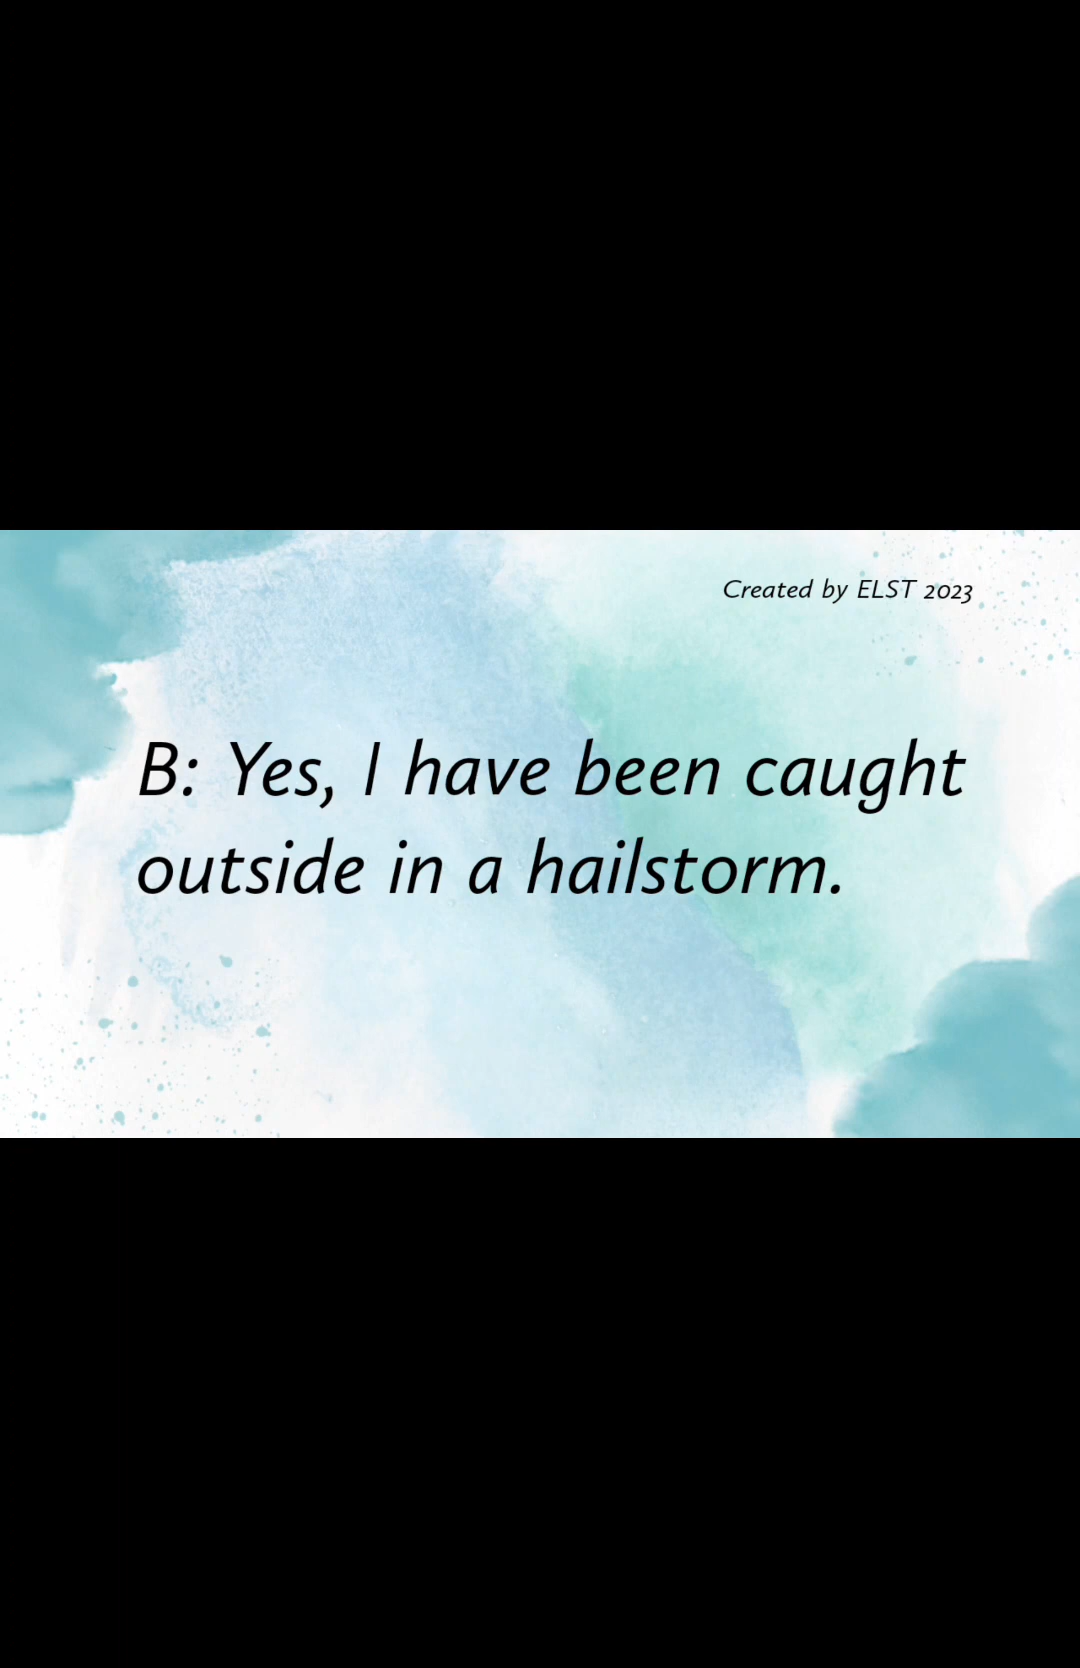 Created by ELST 2023
B: Yes, I have been caught
outside in a hailstorm.